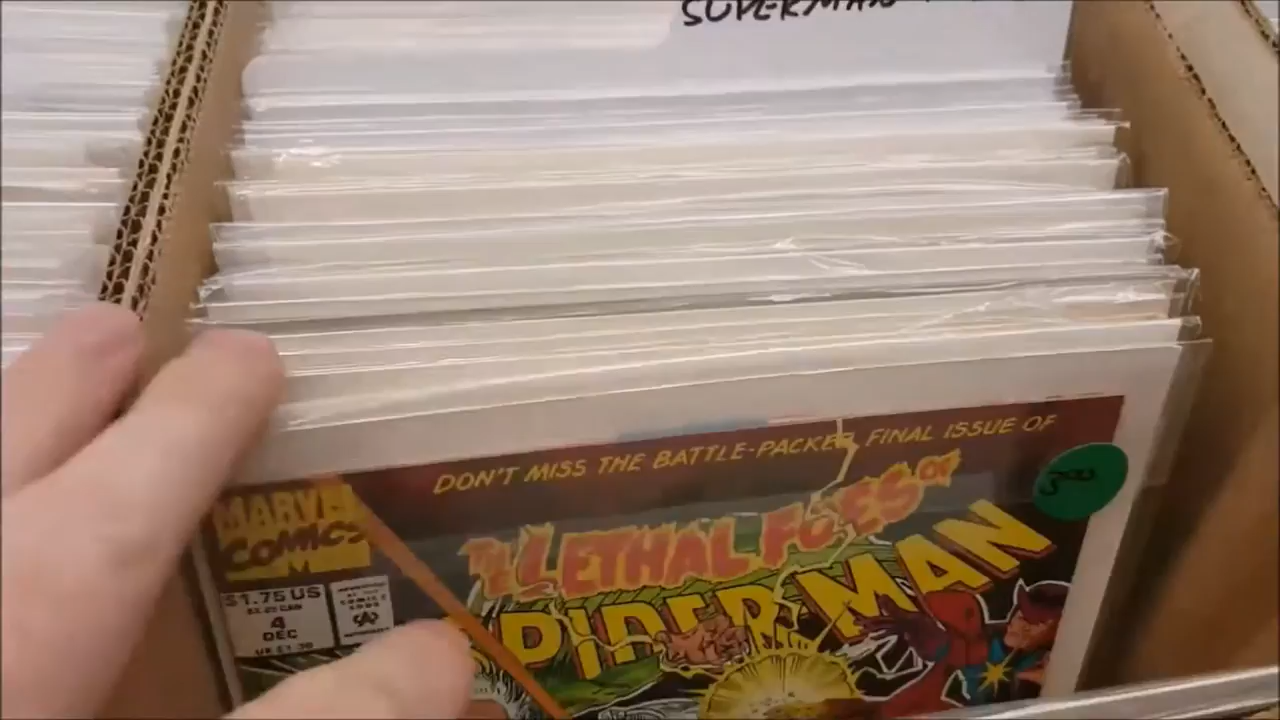 SUPERMAN
DON'T MISS THE BATTLE-PACKED FINAL ISSUE OF
MARVEL
COMICS
THE LETHAL FOES OF
SPIDER-MAN
$1.75 US
4
DEC
300